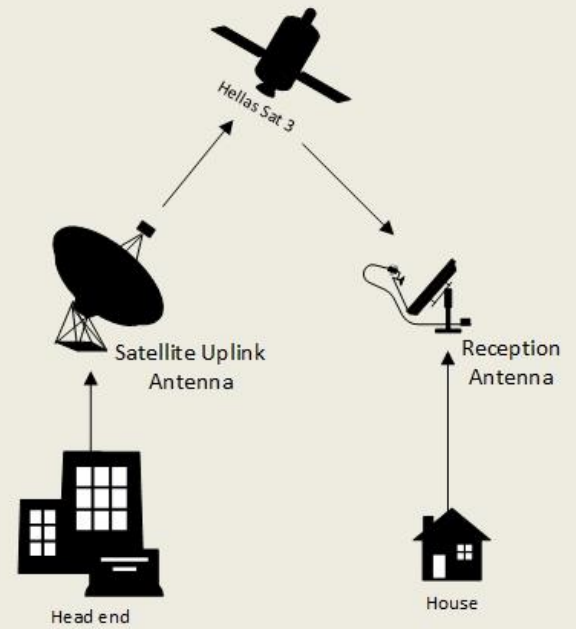 Hellas Sat 3
Satellite Uplink
Antenna
Reception
Antenna
Head end
House